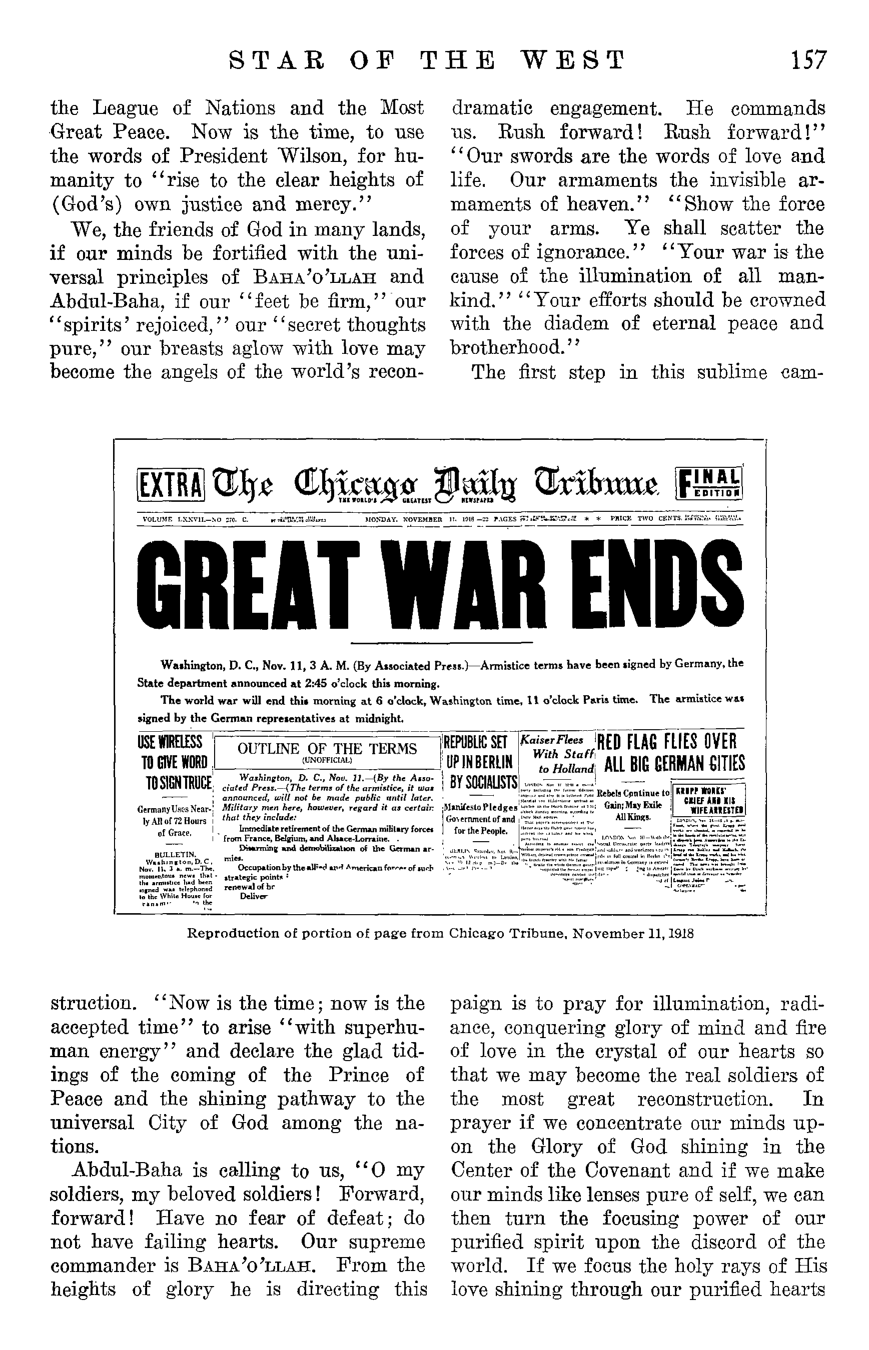 STAR OF THE WEST 157
the League of Nations and the Most
Great Peace. Now is the time, to use
the words of President Wilson, for hu-
manity to “rise to the clear heights of
(God’s) own justice and mercy.”
We, the friends of God in many lands,
if our minds be fortified with the uni-
versal principles of BAHA’O’LLAH and
Abdul-Baha, if our “feet be firm,” our
“spirits’ rejoiced,” our “secret thoughts
pure,” our breasts aglow with love may
become the angels of the world’s recon-
struction. “Now is the time; now is the
accepted time” to arise “with superhu-
man energy” and declare the glad tid-
ings of the coming of the Prince of
Peace and the shining pathway to the
universal City of God among the na-
tions.
Abdul-Baha is calling to us, “O my
soldiers, my beloved soldiers! Forward,
forward! Have no fear of defeat; do
not have failing hearts. Our supreme
commander is BAHA’O’LLAH. From the
heights of glory he is directing this
dramatic engagement. He commands
us. Rush forward! Rush forward!”
“Our swords are the words of love and
life. Our armaments the invisible ar-
maments of heaven.” “Show the force
of your arms. Ye shall scatter the
forces of ignorance.” “Your war is the
cause of the illumination of all man-
kind.” “Your efforts should be crowned
with the diadem of eternal peace and
brotherhood.”
The first step in this sublime cam-
paign is to pray for illumination, radi-
ance, conquering glory of mind and fire
of love in the crystal of our hearts so
that we may become the real soldiers of
the most great reconstruction. In
prayer if we concentrate our minds up-
on the Glory of God shining in the
Center of the Covenant and if we make
our minds like lenses pure of self, we can
then turn the focusing power of our
purified spirit upon the discord of the
world. If we focus the holy rays of His
love shining through our purified hearts
EXTRA The Chicago Daily Tribune. FINAL EDITION
THE WORLD'S GREATEST NEWSPAPER
VOLUME LXXVII.—NO 270. C. MONDAY, NOVEMBER 11, 1918—22 PAGES * * PRICE TWO CENTS.
GREAT WAR ENDS
Washington, D. C., Nov. 11, 3 A. M. (By Associated Press.)—Armistice terms have been signed by Germany, the
State department announced at 2:45 o'clock this morning.
The world war will end this morning at 6 o'clock, Washington time, 11 o'clock Paris time. The armistice was
signed by the German representatives at midnight.
USE WIRELESS
TO GIVE WORD
TO SIGN TRUCE
Germany Uses Near-
ly All of 72 Hours
of Grace.
BULLETIN.
Washington, D. C.,
Nov. 11, 3 a. m.—The
momentous news that
the armistice had been
signed was telephoned
to the White House for
OUTLINE OF THE TERMS
(UNOFFICIAL)
Washington, D. C., Nov. 11.—(By the Asso-
ciated Press.—(The terms of the armistice, it was
announced, will not be made public until later.
Military men here, however, regard it as certain
that they include:
Immediate retirement of the German military forces
from France, Belgium, and Alsace-Lorraine.
Disarming and demobilization of the German ar-
mies.
Occupation by the allied and American forces of such
strategic points
renewal of
Deliver
REPUBLIC SET
UP IN BERLIN
BY SOCIALISTS
Manifesto Pledges
Government of and
for the People.
Kaiser Flees
With Staff
to Holland
RED FLAG FLIES OVER
ALL BIG GERMAN CITIES
Rebels Continue to
Gain; May Exile
All Kings.
KRUPP WORKS'
CHIEF AND HIS
WIFE ARRESTED
Reproduction of portion of page from Chicago Tribune, November 11, 1918